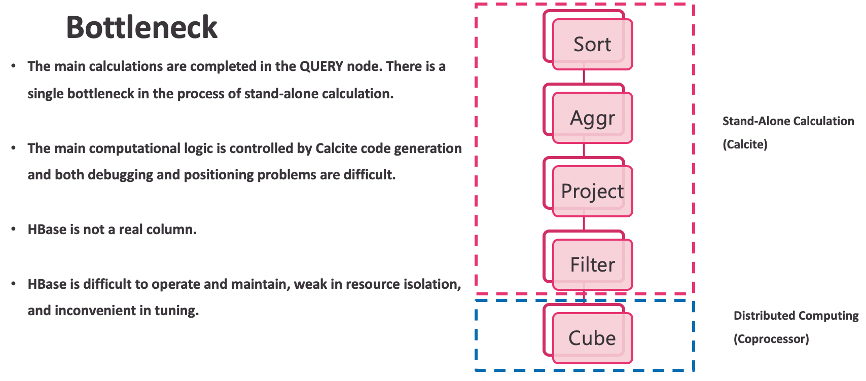 Bottleneck
• The main calculations are completed in the QUERY node. There is a
single bottleneck in the process of stand-alone calculation.
• The main computational logic is controlled by Calcite code generation
and both debugging and positioning problems are difficult.
• HBase is not a real column.
• HBase is difficult to operate and maintain, weak in resource isolation,
and inconvenient in tuning.
Sort
Aggr
Project
Filter
Cube
Stand-Alone Calculation
(Calcite)
Distributed Computing
(Coprocessor)